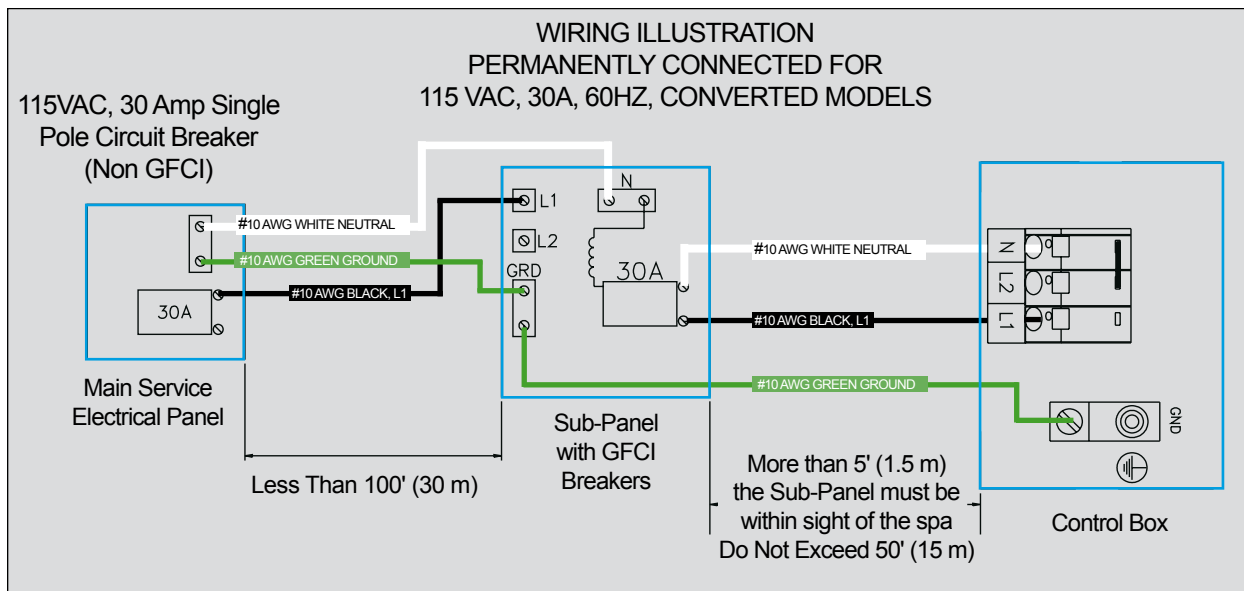 WIRING ILLUSTRATION
PERMANENTLY CONNECTED FOR
115 VAC, 30A, 60HZ, CONVERTED MODELS
115VAC, 30 Amp Single
Pole Circuit Breaker
(Non GFCI)
#10 AWG WHITE NEUTRAL
#10 AWG GREEN GROUND
#10 AWG BLACK, L1
30A
Main Service
Electrical Panel
Less Than 100' (30 m)
L1
L2
GRD
N
30A
Sub-Panel
with GFCI
Breakers
#10 AWG WHITE NEUTRAL
#10 AWG BLACK, L1
#10 AWG GREEN GROUND
More than 5' (1.5 m)
the Sub-Panel must be
within sight of the spa
Do Not Exceed 50' (15 m)
N
L2
L1
GND
Control Box